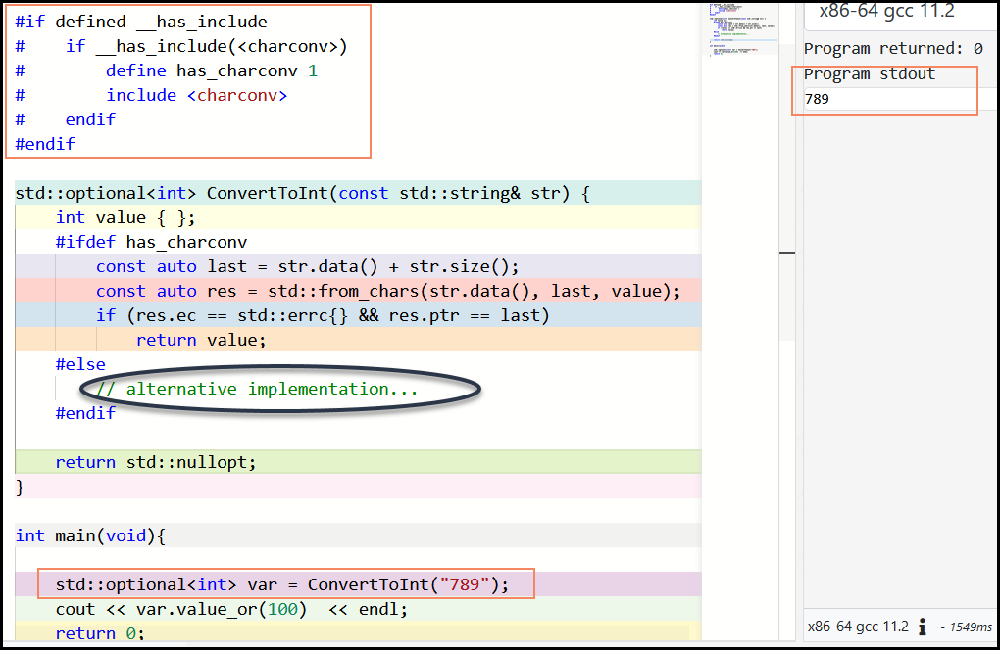 #if defined __has_include
#    if __has_include(<charconv>)
#        define has_charconv 1
#        include <charconv>
#    endif
#endif
std::optional<int> ConvertToInt(const std::string& str) {
    int value { };
    #ifdef has_charconv
        const auto last = str.data() + str.size();
        const auto res = std::from_chars(str.data(), last, value);
        if (res.ec == std::errc{} && res.ptr == last)
            return value;
    #else
        // alternative implementation...
    #endif
    return std::nullopt;
}
int main(void){
    std::optional<int> var = ConvertToInt("789");
    cout << var.value_or(100)  << endl;
    return 0;
x86-64 gcc 11.2
Program returned: 0
Program stdout
789
x86-64 gcc 11.2 i - 1549ms